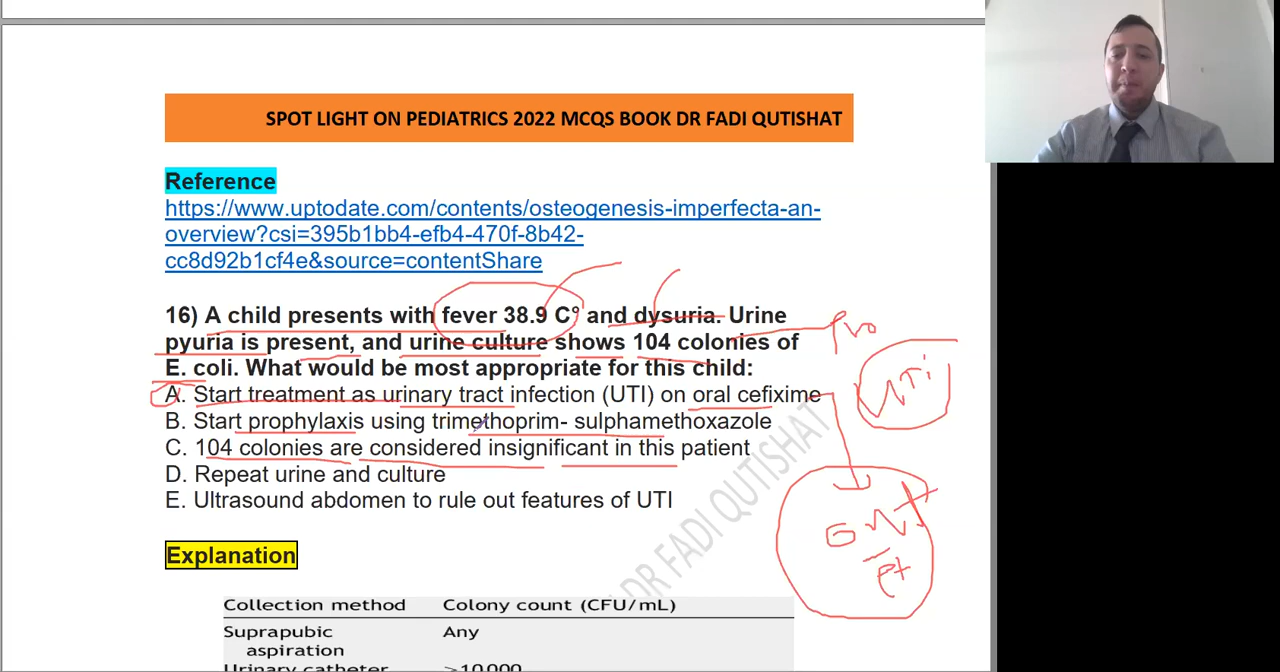 SPOT LIGHT ON PEDIATRICS 2022 MCQS BOOK DR FADI QUTISHAT
Reference
https://www.uptodate.com/contents/osteogenesis-imperfecta-an-
overview?csi=395b1bb4-efb4-470f-8b42-
cc8d92b1cf4e&source=contentShare
16) A child presents with fever 38.9 C° and dysuria. Urine
pyuria is present, and urine culture shows 104 colonies of
E. coli. What would be most appropriate for this child:
A. Start treatment as urinary tract infection (UTI) on oral cefixime
B. Start prophylaxis using trimethoprim- sulphamethoxazole
C. 104 colonies are considered insignificant in this patient
D. Repeat urine and culture
E. Ultrasound abdomen to rule out features of UTI
UTi
DR FADI QUTISHAT
Explanation
Collection method Colony count (CFU/mL)
Suprapubic Any
aspiration
Urinary catheter >10,000